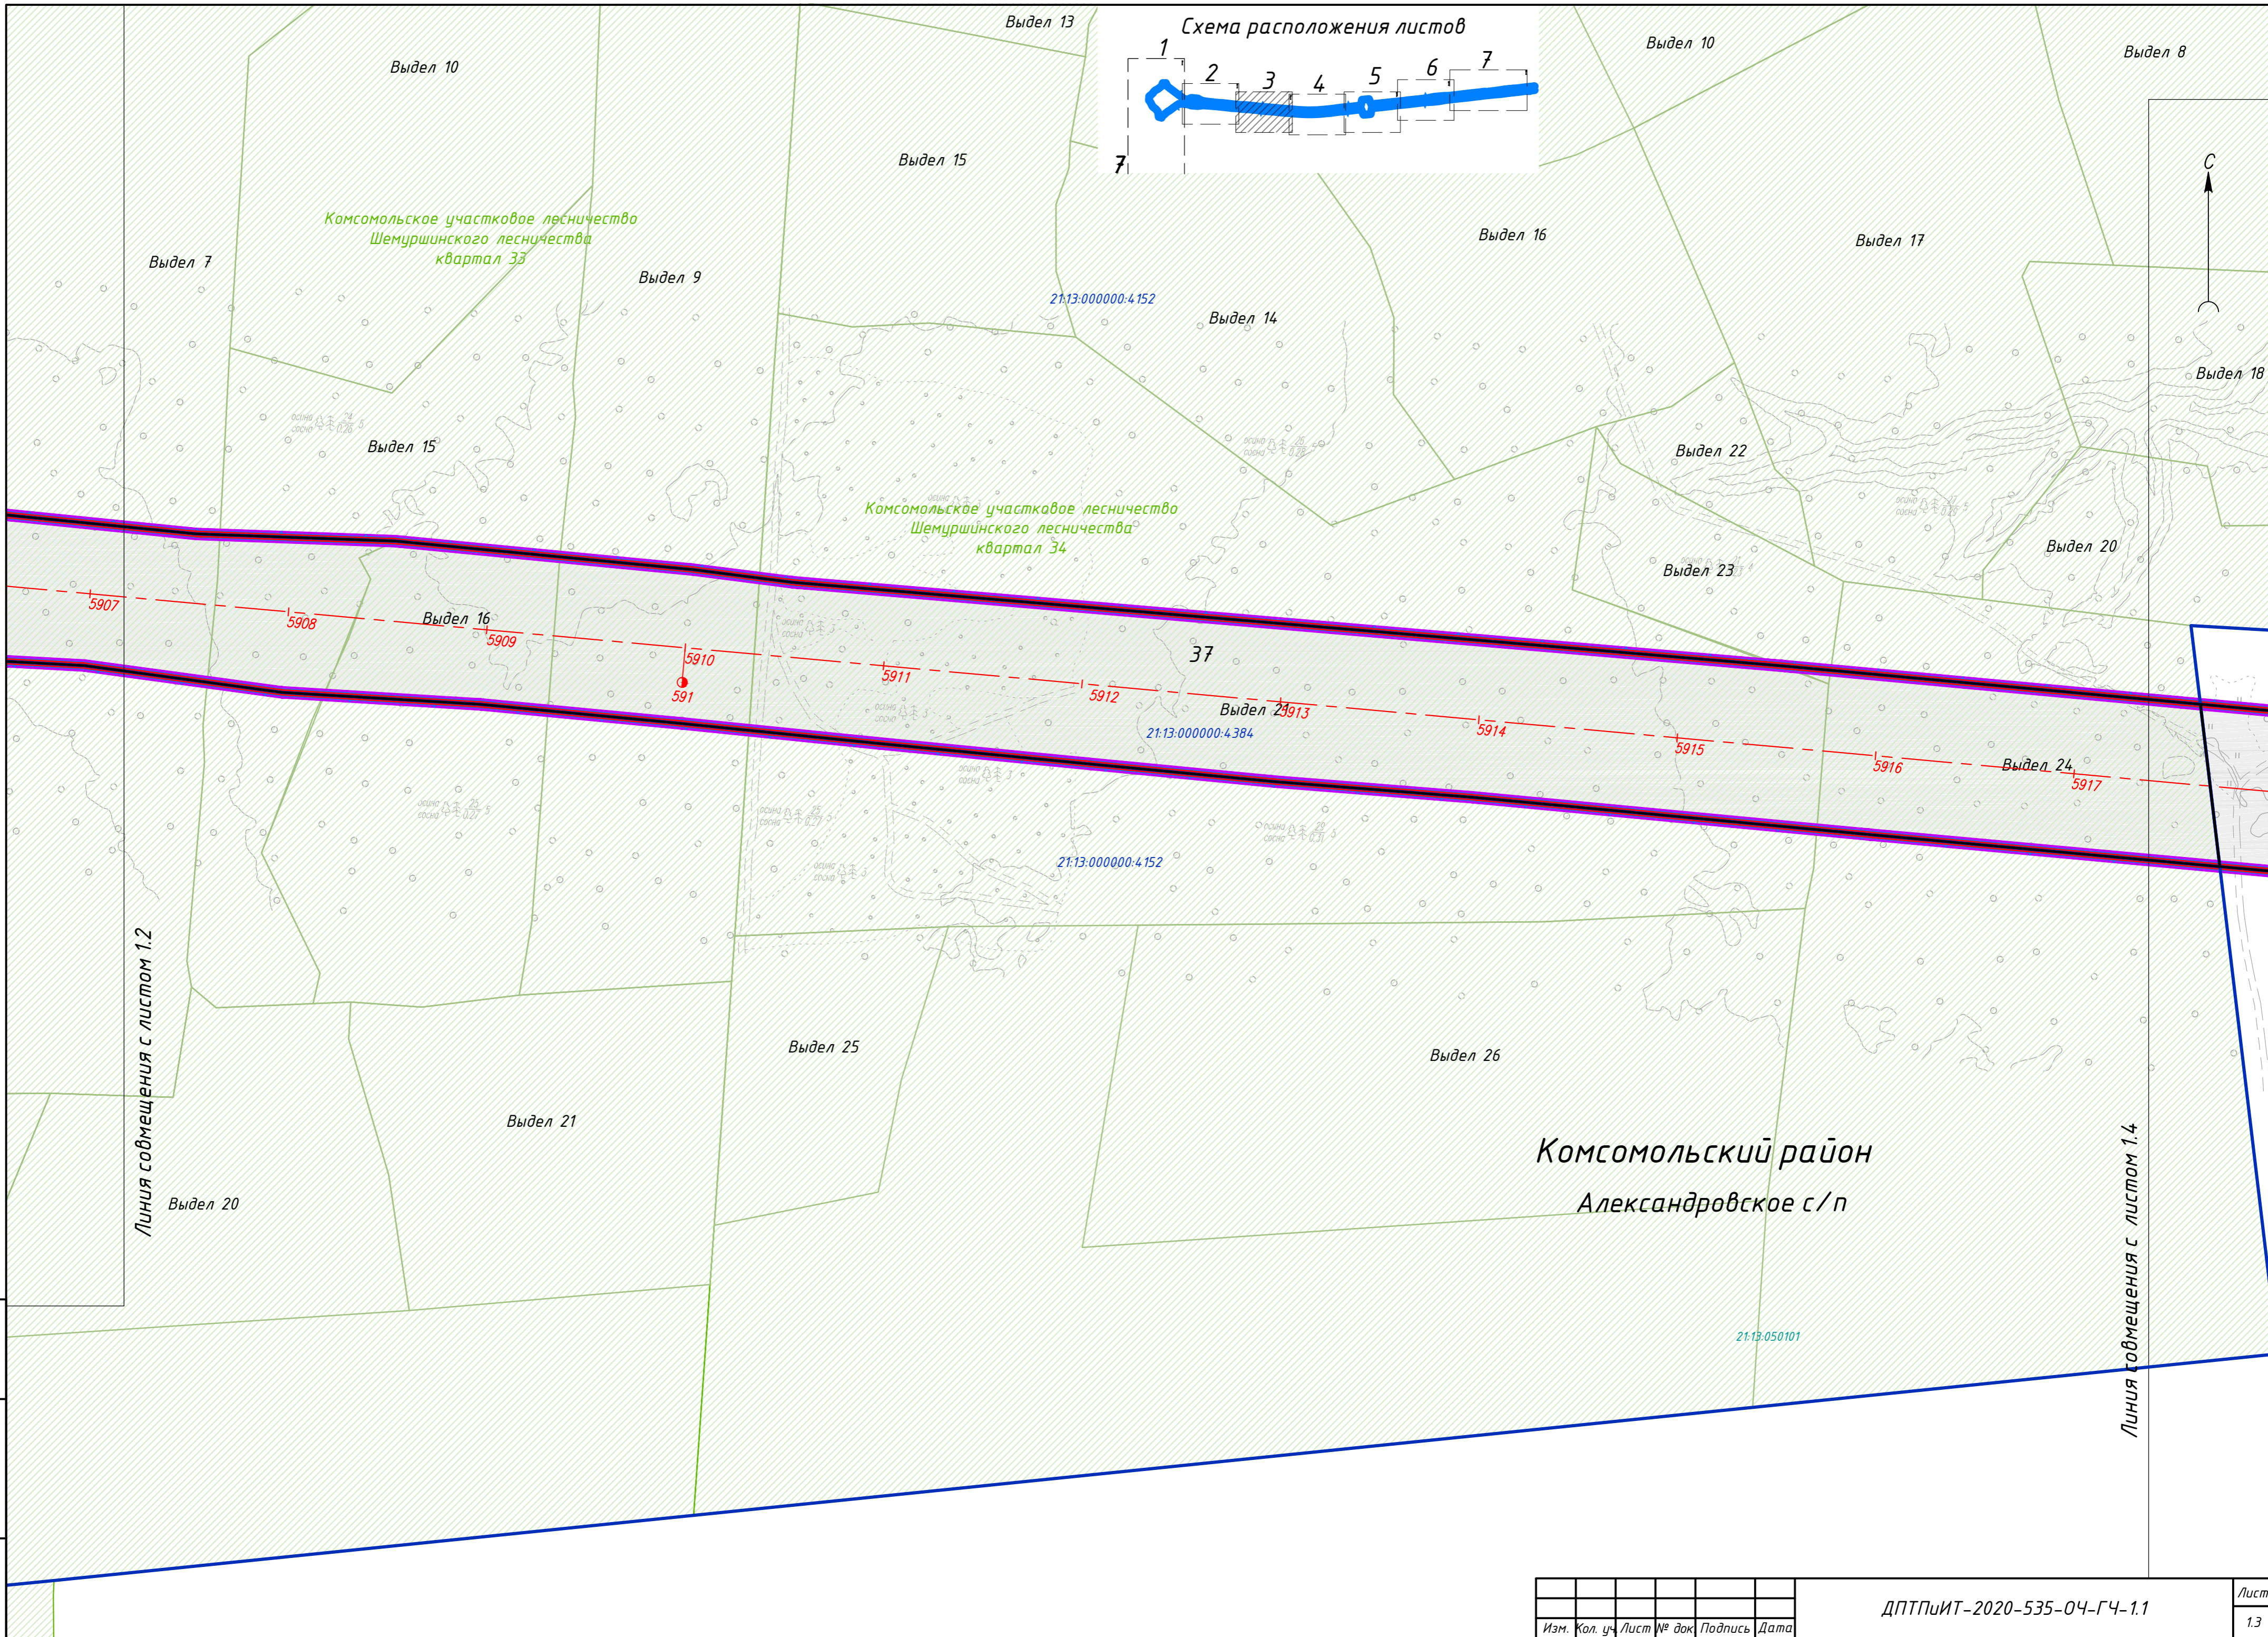 Выдел 13
Схема расположения листов
1
2
3
4
5
6
7
7
Выдел 10
Выдел 8
Выдел 10
Выдел 15
С
Комсомольское участковое лесничество
Шемуршинского лесничества
квартал 33
Выдел 16
Выдел 17
Выдел 7
Выдел 9
21:13:000000:4152
Выдел 14
Выдел 18
Выдел 15
Выдел 22
Комсомольское участковое лесничество
Шемуршинского лесничества
квартал 34
Выдел 20
Выдел 23
5907
5908
Выдел 16
5909
5910
37
591
5911
5912
Выдел 21
5913
21:13:000000:4384
5914
5915
5916
Выдел 24
5917
21:13:000000:4152
Линия совмещения с листом 1.2
Выдел 25
Выдел 26
Выдел 21
Комсомольский район
Александровское с/п
Выдел 20
Линия совмещения с листом 1.4
21:13:050101
ДПТПиИТ-2020-535-ОЧ-ГЧ-1.1
Лист
1.3
Изм. Кол. уч Лист № док Подпись Дата